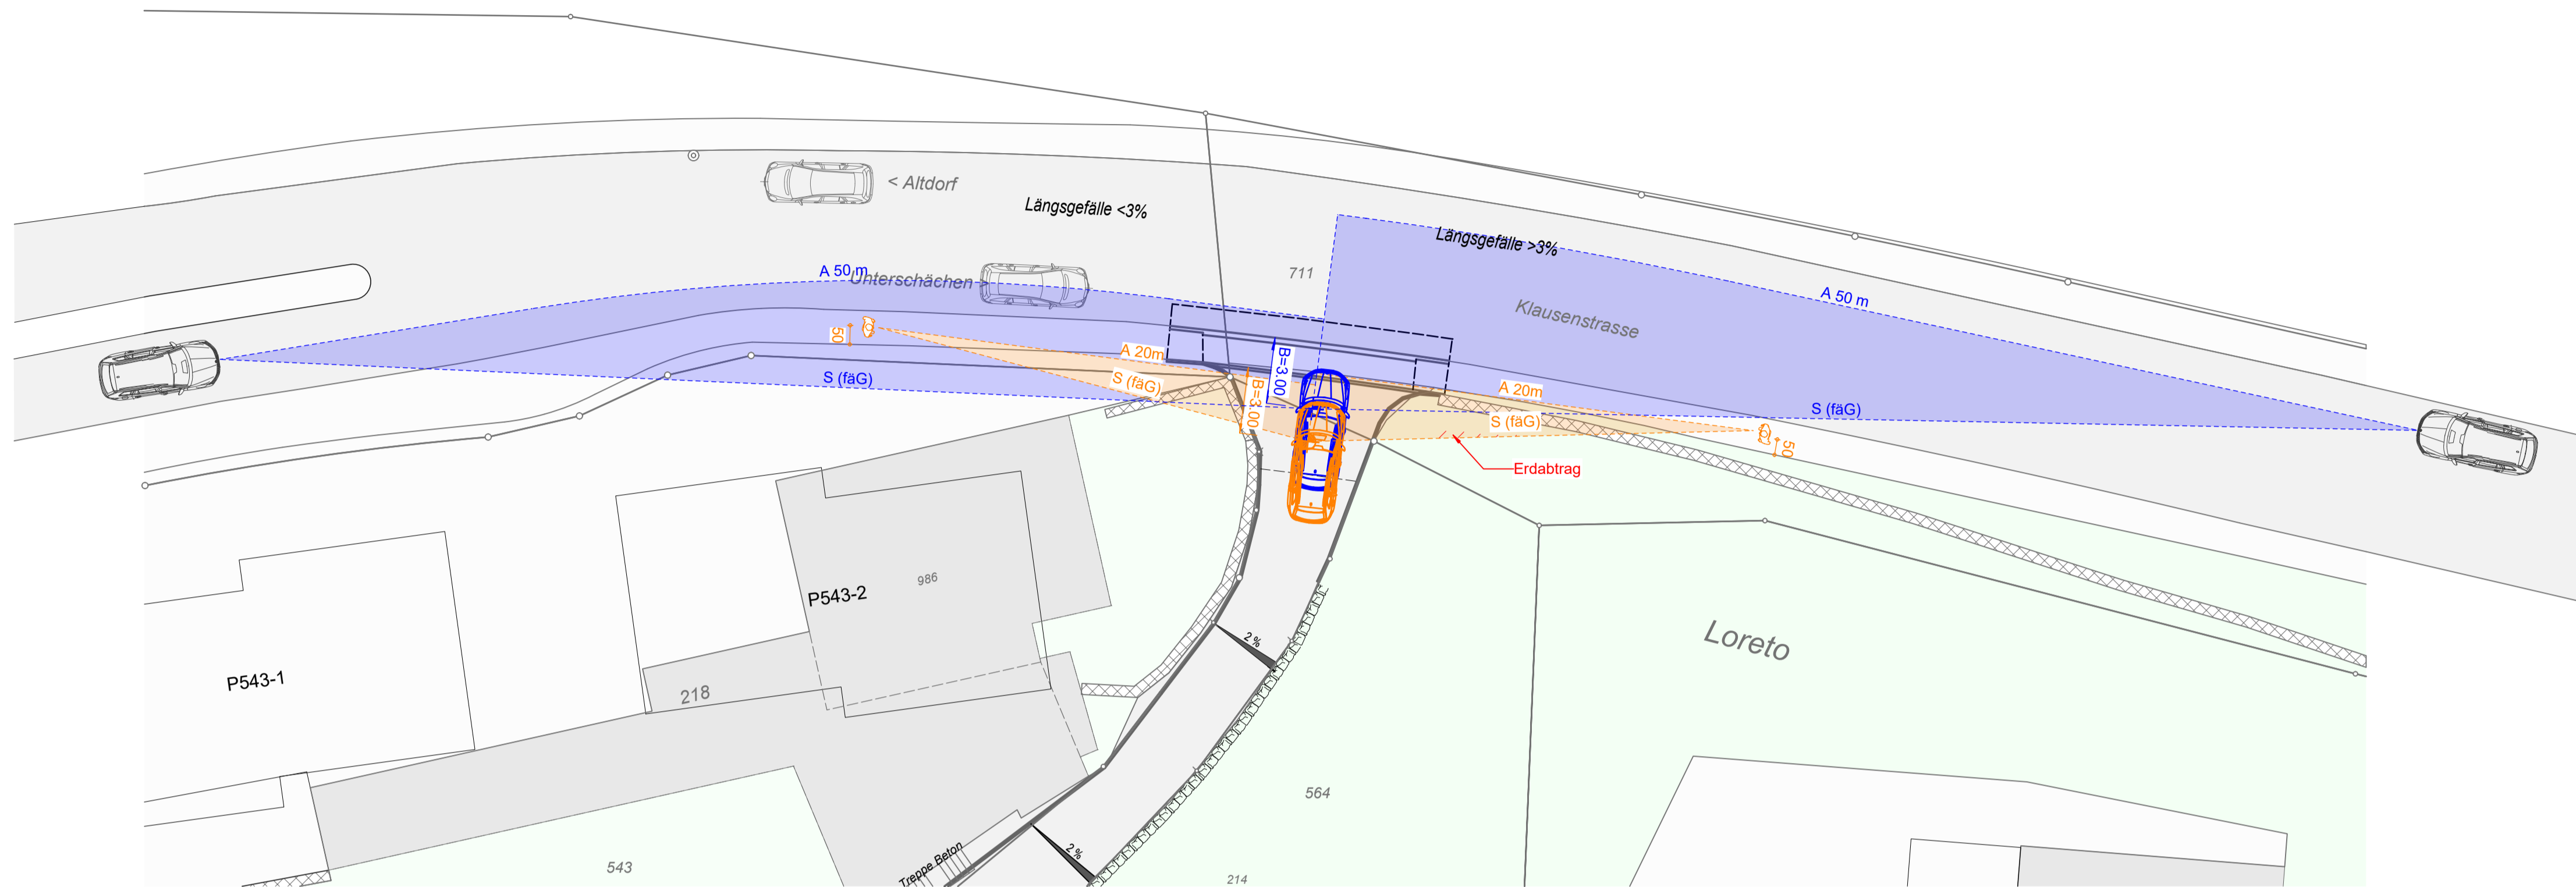 < Altdorf
Längsgefälle <3%
Längsgefälle >3%
A 50 m
Unterschächen >
711
A 50 m
Klausenstrasse
50
A 20m
B=3.00
S (fäG)
S (fäG)
B=3.00
A 20m
S (fäG)
S (fäG)
50
Erdabtrag
986
P543-2
2 %
Loreto
P543-1
218
564
2 %
Treppe Beton
543
214